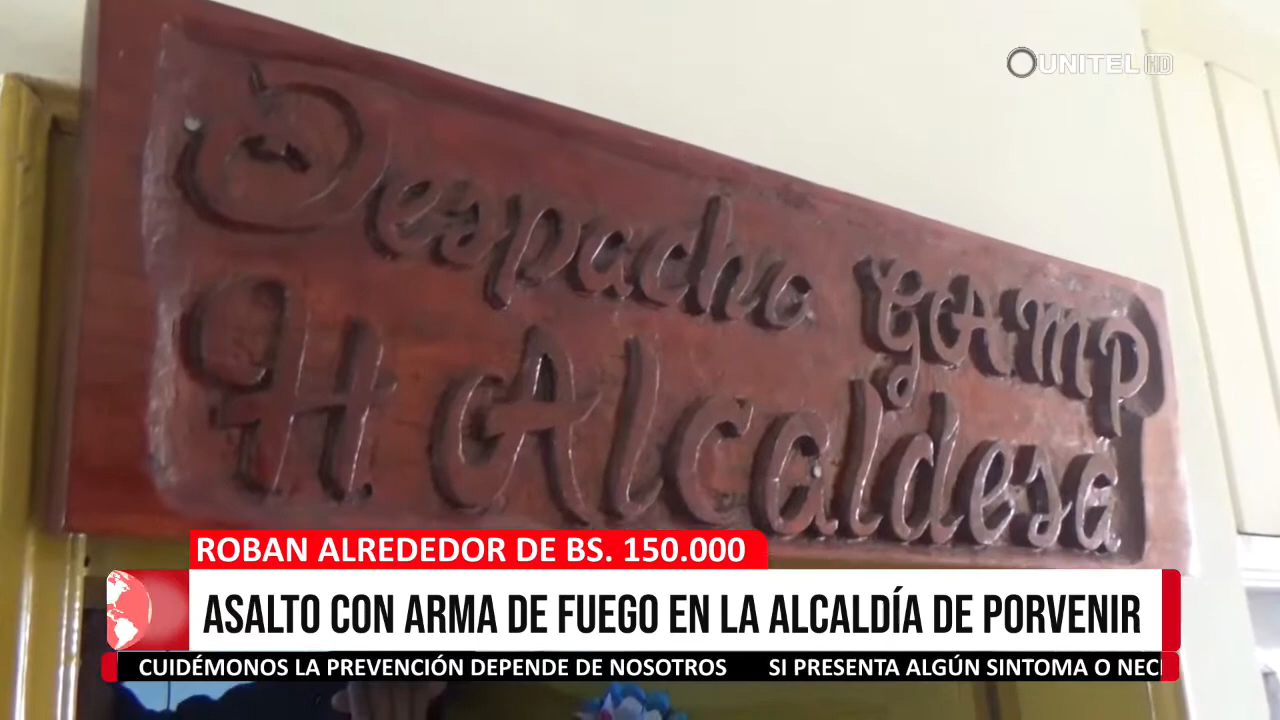 UNITEL HD
Despacho GAMP
H Alcaldesa
ROBAN ALREDEDOR DE BS. 150.000
ASALTO CON ARMA DE FUEGO EN LA ALCALDÍA DE PORVENIR
CUIDÉMONOS LA PREVENCIÓN DEPENDE DE NOSOTROS SI PRESENTA ALGÚN SINTOMA O NEC